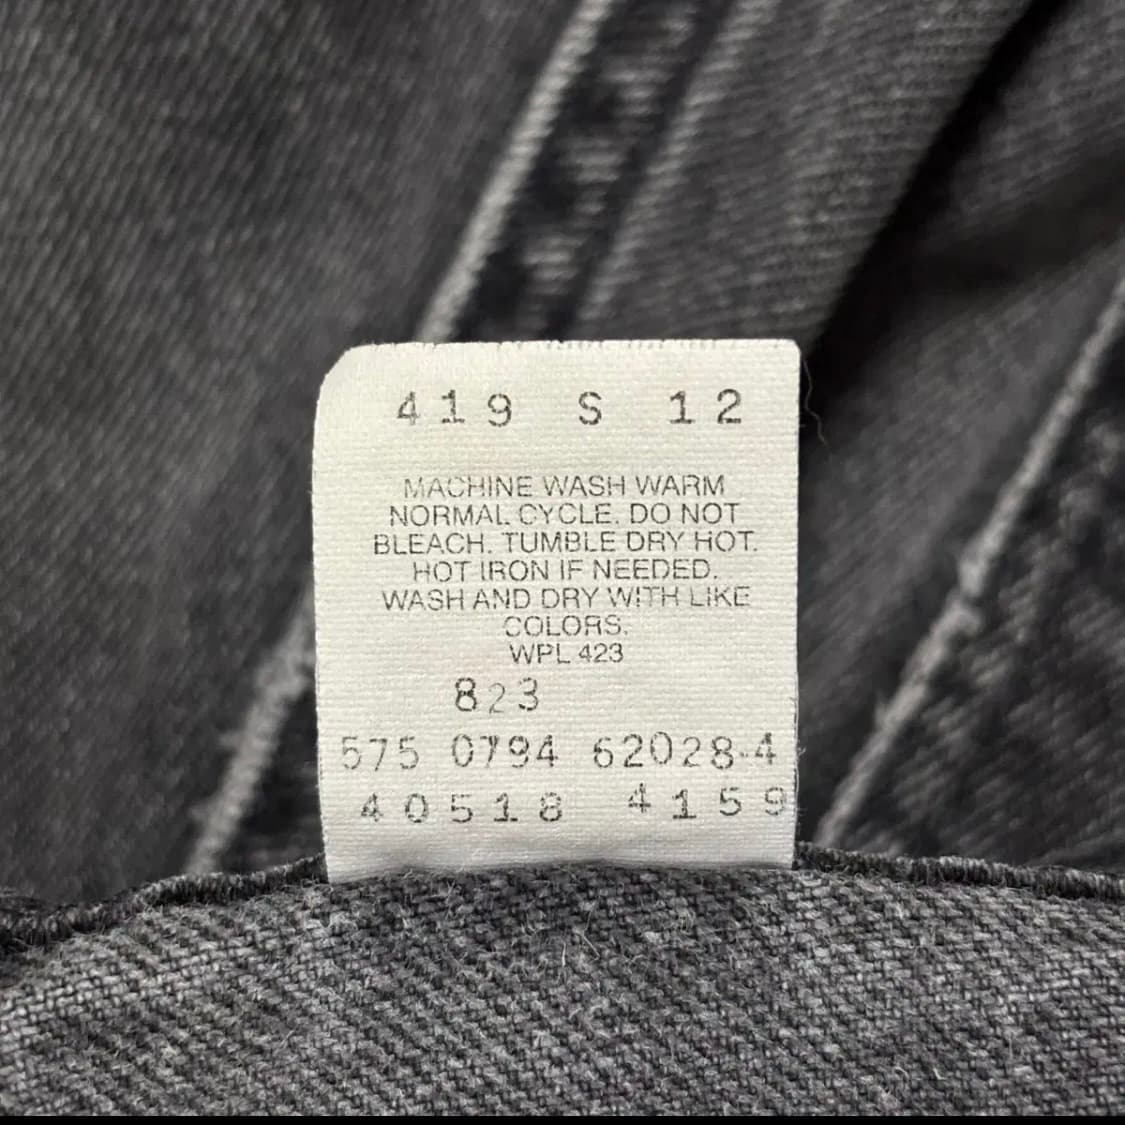 419 S 12
MACHINE WASH WARM
NORMAL CYCLE. DO NOT
BLEACH. TUMBLE DRY HOT.
HOT IRON IF NEEDED.
WASH AND DRY WITH LIKE
COLORS.
WPL 423
823
575 0794 62028-4
40518 4159